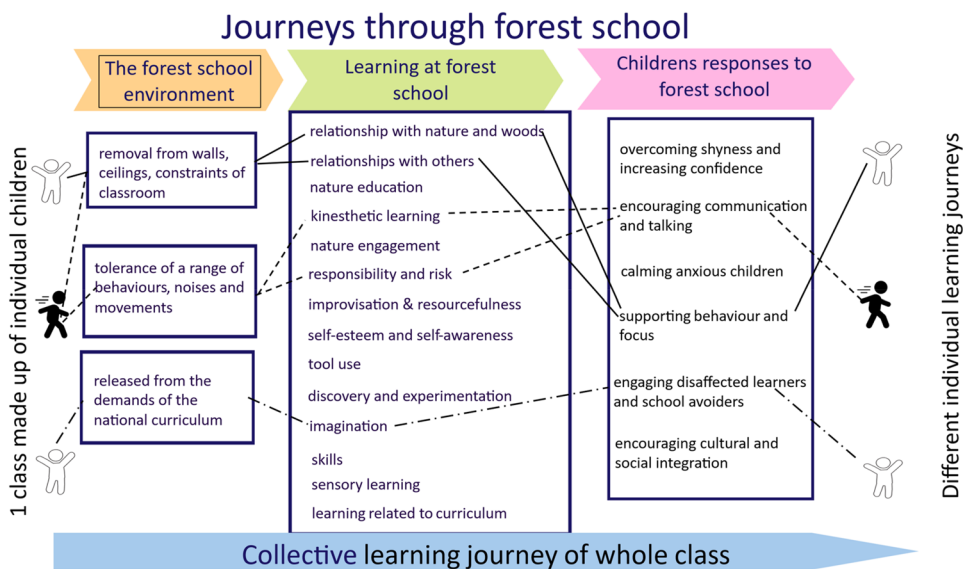 Journeys through forest school
The forest school
environment
Learning at forest
school
Childrens responses to
forest school
1 class made up of individual children
removal from walls,
ceilings, constraints of
classroom
tolerance of a range of
behaviours, noises and
movements
released from the
demands of the
national curriculum
relationship with nature and woods
relationships with others
nature education
kinesthetic learning
nature engagement
responsibility and risk
improvisation & resourcefulness
self-esteem and self-awareness
tool use
discovery and experimentation
imagination
skills
sensory learning
learning related to curriculum
overcoming shyness and
increasing confidence
encouraging communication
and talking
calming anxious children
supporting behaviour and
focus
engaging disaffected learners
and school avoiders
encouraging cultural and
social integration
Different individual learning journeys
Collective learning journey of whole class